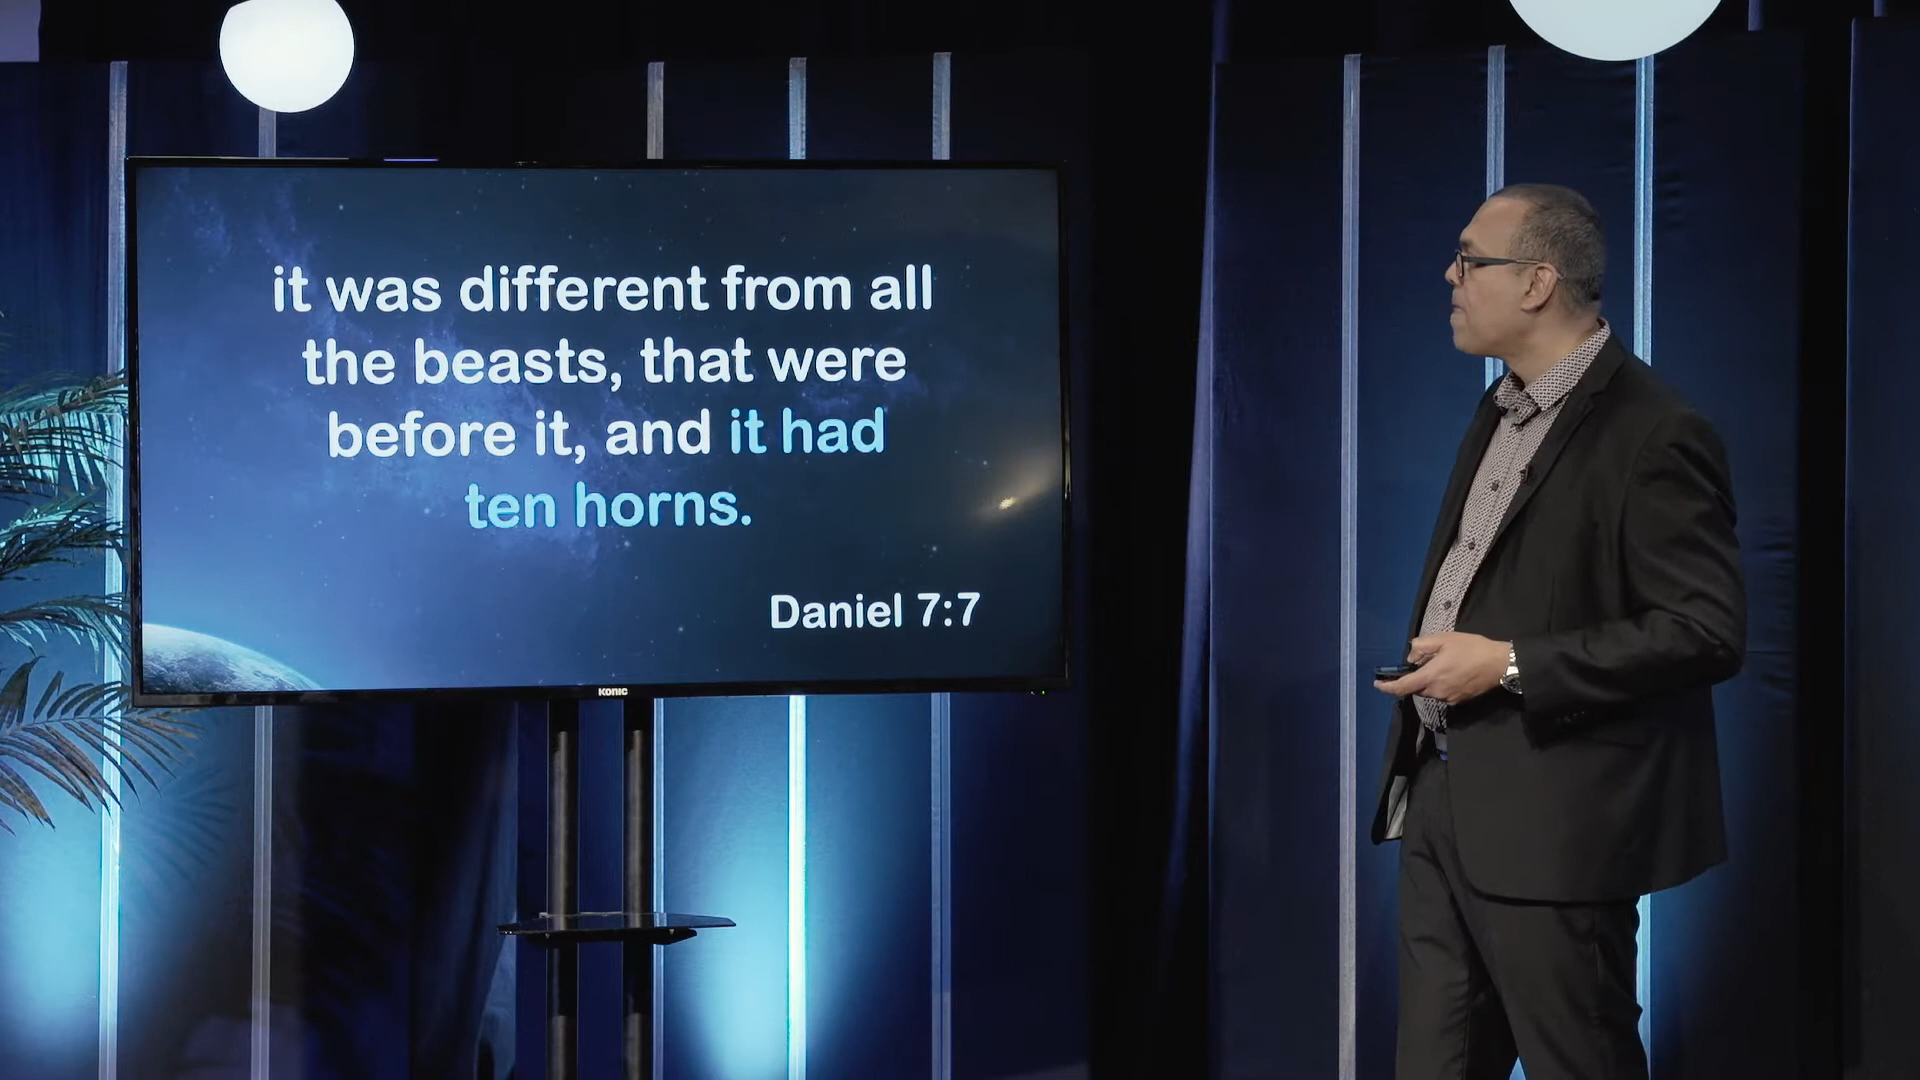 it was different from all
the beasts, that were
before it, and it had
ten horns.
Daniel 7:7
KONIC